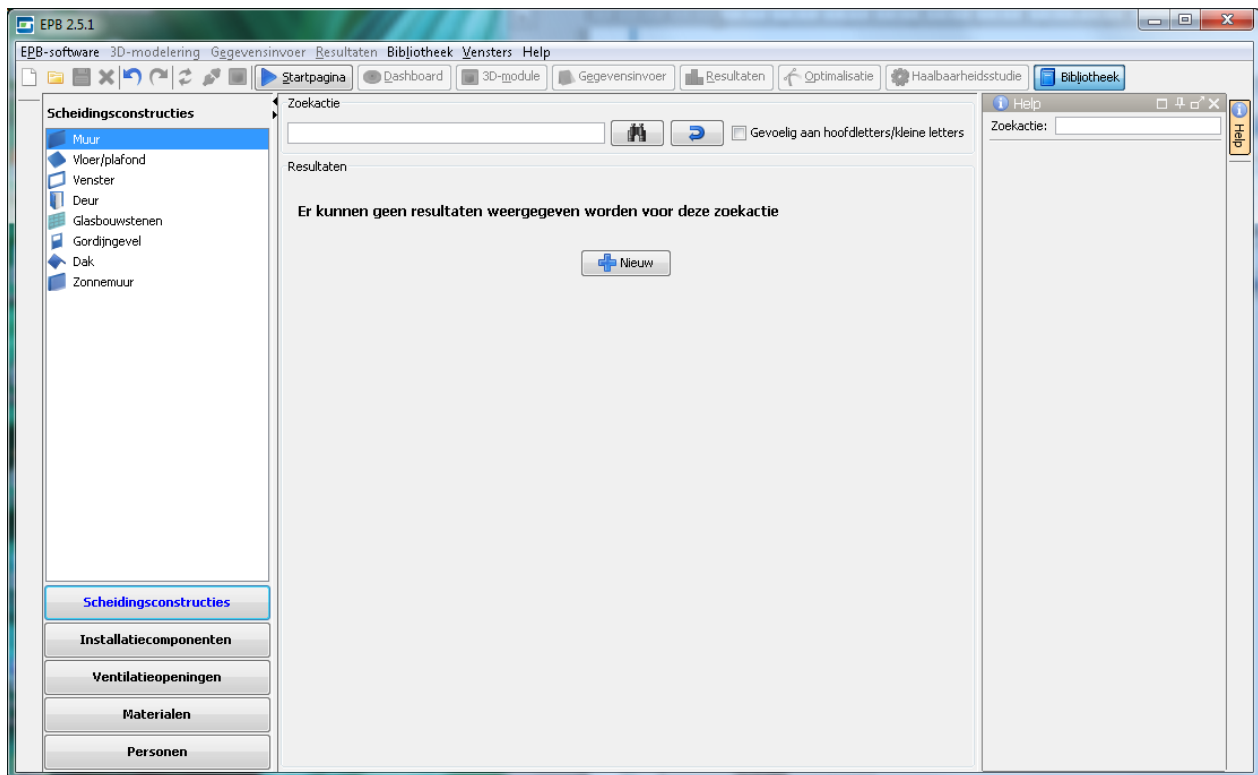 EPB 2.5.1
EPB-software 3D-modelering Gegevensinvoer Resultaten Bibliotheek Vensters Help
Startpagina Dashboard 3D-module Gegevensinvoer Resultaten Optimalisatie Haalbaarheidsstudie Bibliotheek
Scheidingsconstructies
Muur
Vloer/plafond
Venster
Deur
Glasbouwstenen
Gordijngevel
Dak
Zonnemuur
Scheidingsconstructies
Installatiecomponenten
Ventilatieopeningen
Materialen
Personen
Zoekactie
Gevoelig aan hoofdletters/kleine letters
Resultaten
Er kunnen geen resultaten weergegeven worden voor deze zoekactie
Nieuw
Help
Zoekactie:
Help